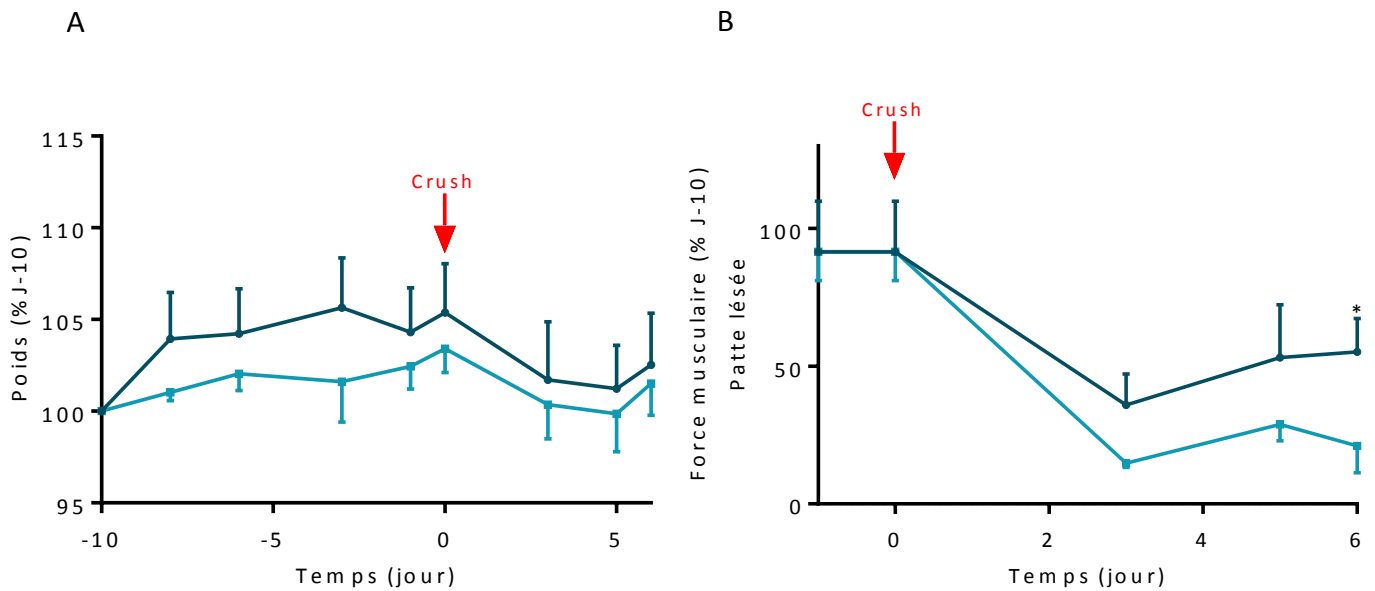 A
B
Crush
Crush
Poids (% J-10)
115
110
105
100
95
-10
-5
0
5
Temps (jour)
Force musculaire (% J-10)
Patte lésée
100
50
0
*
0
2
4
6
Temps (jour)